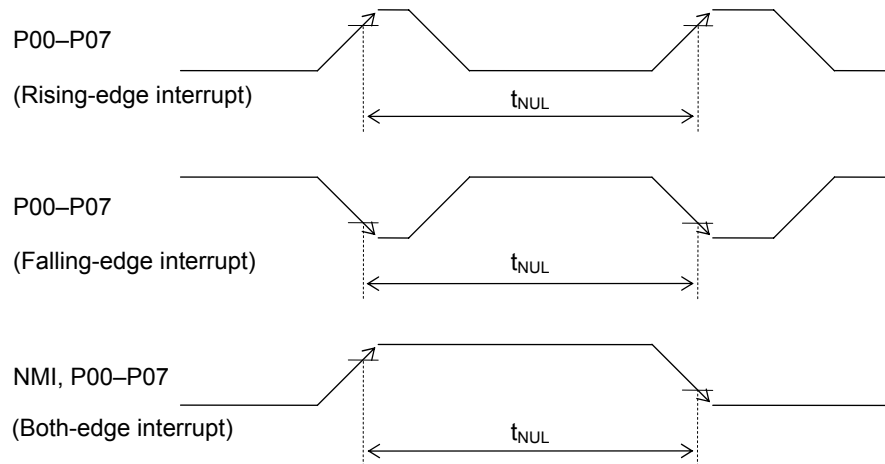 P00–P07
(Rising-edge interrupt)
tNUL
P00–P07
(Falling-edge interrupt)
tNUL
NMI, P00–P07
(Both-edge interrupt)
tNUL